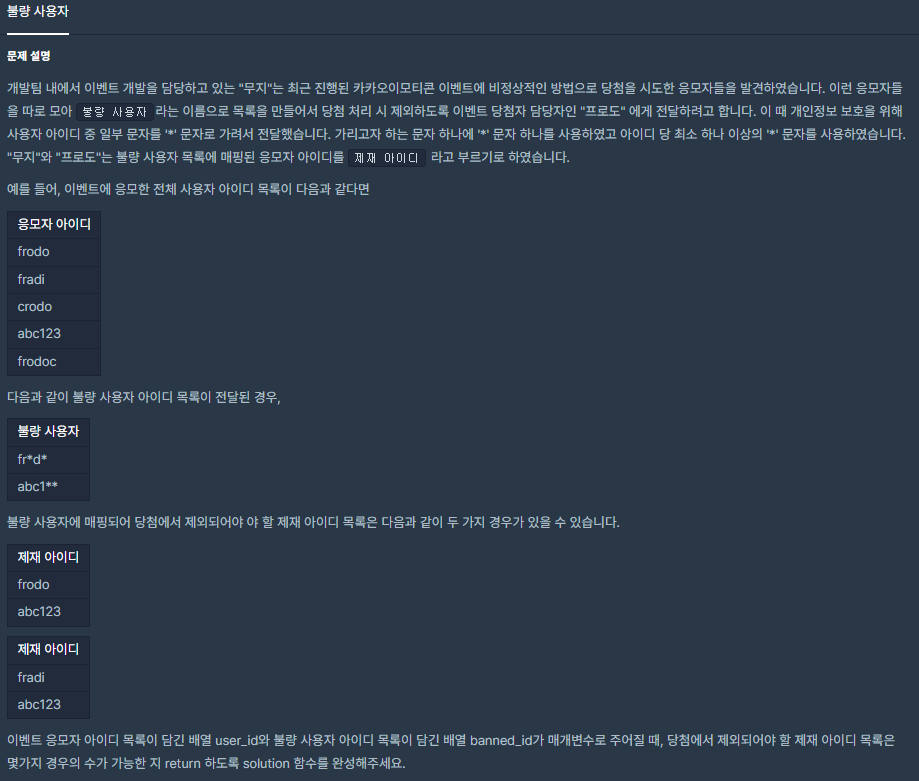 불량 사용자
문제 설명
개발팀 내에서 이벤트 개발을 담당하고 있는 "무지"는 최근 진행된 카카오이모티콘 이벤트에 비정상적인 방법으로 당첨을 시도한 응모자들을 발견하였습니다. 이런 응모자들
을 따로 모아 불량 사용자 라는 이름으로 목록을 만들어서 당첨 처리 시 제외하도록 이벤트 당첨자 담당자인 "프로도" 에게 전달하려고 합니다. 이 때 개인정보 보호을 위해
사용자 아이디 중 일부 문자를 '*' 문자로 가려서 전달했습니다. 가리고자 하는 문자 하나에 '*' 문자 하나를 사용하였고 아이디 당 최소 하나 이상의 '*' 문자를 사용하였습니다.
"무지"와 "프로도"는 불량 사용자 목록에 매핑된 응모자 아이디를 제재 아이디 라고 부르기로 하였습니다.
예를 들어, 이벤트에 응모한 전체 사용자 아이디 목록이 다음과 같다면
응모자 아이디
frodo
fradi
crodo
abc123
frodoc
다음과 같이 불량 사용자 아이디 목록이 전달된 경우,
불량 사용자
fr*d*
abc1**
불량 사용자에 매핑되어 당첨에서 제외되어야 야 할 제재 아이디 목록은 다음과 같이 두 가지 경우가 있을 수 있습니다.
제재 아이디
frodo
abc123
제재 아이디
fradi
abc123
이벤트 응모자 아이디 목록이 담긴 배열 user_id와 불량 사용자 아이디 목록이 담긴 배열 banned_id가 매개변수로 주어질 때, 당첨에서 제외되어야 할 제재 아이디 목록은
몇가지 경우의 수가 가능한 지 return 하도록 solution 함수를 완성해주세요.